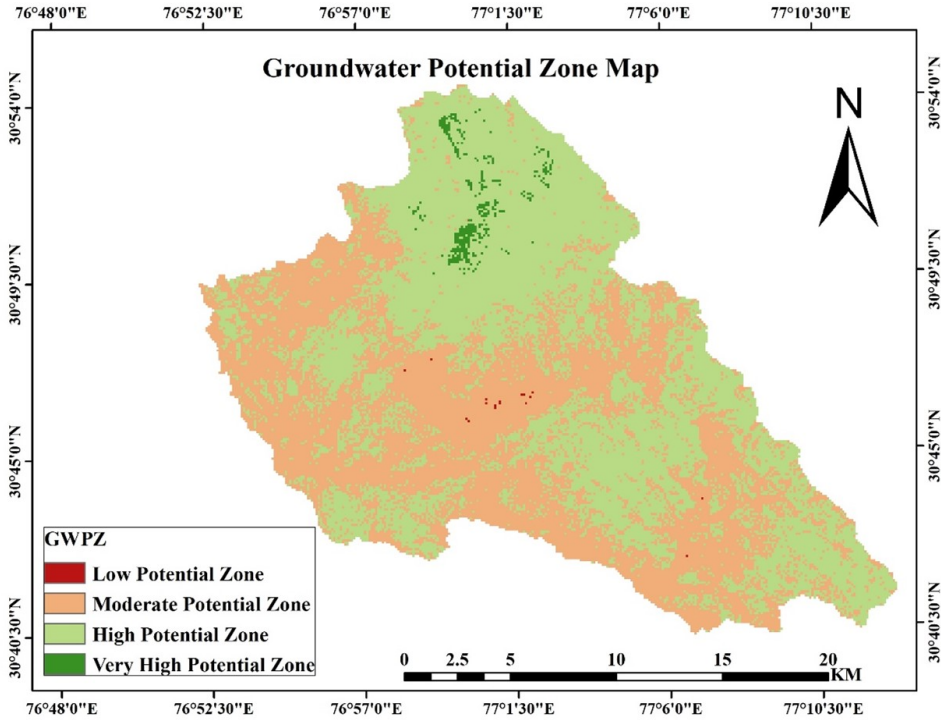 76°48'0"E 76°52'30"E 76°57'0"E 77°1'30"E 77°6'0"E 77°10'30"E
Groundwater Potential Zone Map
N
30°54'0"N 30°54'0"N
30°49'30"N 30°49'30"N
30°45'0"N 30°45'0"N
30°40'30"N 30°40'30"N
GWPZ
Low Potential Zone
Moderate Potential Zone
High Potential Zone
Very High Potential Zone
0 2.5 5 10 15 20
KM
76°48'0"E 76°52'30"E 76°57'0"E 77°1'30"E 77°6'0"E 77°10'30"E